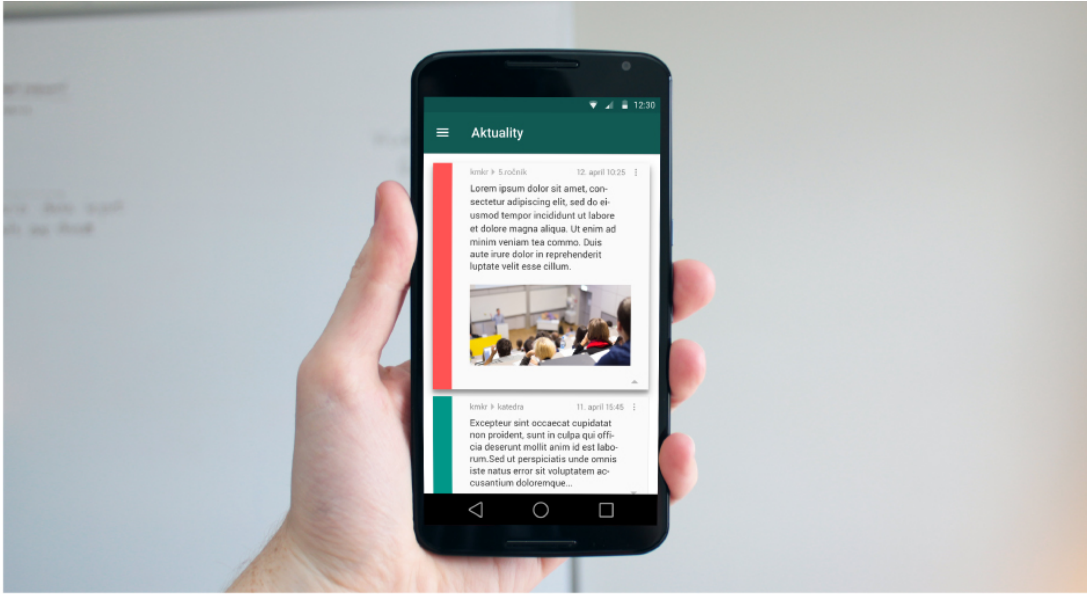 12:30
Aktuality
kmkr > 5.ročník 12. apríl 10:25
Lorem ipsum dolor sit amet, con-
sectetur adipiscing elit, sed do ei-
usmod tempor incididunt ut labore
et dolore magna aliqua. Ut enim ad
minim veniam tea commo. Duis
aute irure dolor in reprehenderit
luptate velit esse cillum.
kmkr > katedra 11. apríl 15:45
Excepteur sint occaecat cupidatat
non proident, sunt in culpa qui offi-
cia deserunt mollit anim id est labo-
rum.Sed ut perspiciatis unde omnis
iste natus error sit voluptatem ac-
cusantium doloremque...